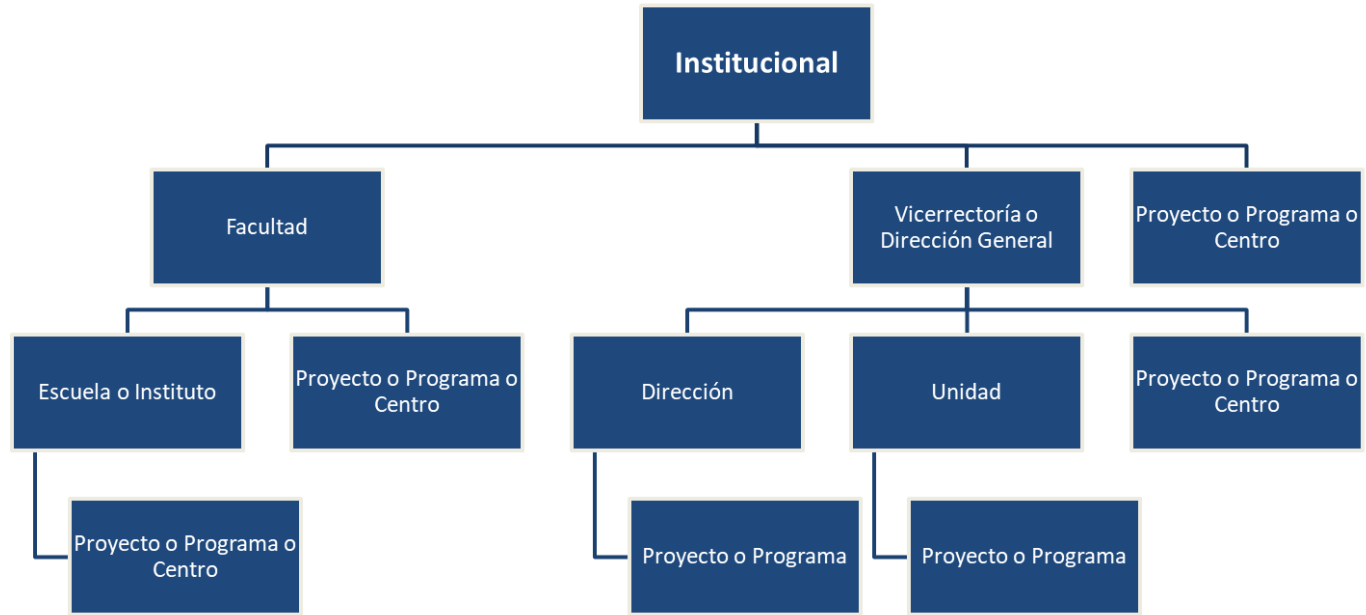 Institucional
Facultad
Vicerrectoría o
Dirección General
Proyecto o Programa o
Centro
Escuela o Instituto
Proyecto o Programa o
Centro
Dirección
Unidad
Proyecto o Programa o
Centro
Proyecto o Programa o
Centro
Proyecto o Programa
Proyecto o Programa